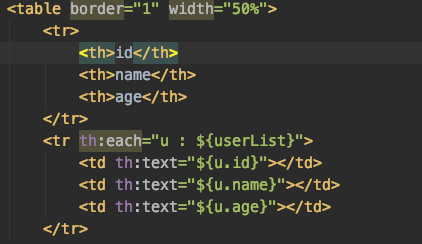 <table border="1" width="50%">
    <tr>
        <th>id</th>
        <th>name</th>
        <th>age</th>
    </tr>
    <tr th:each="u : ${userList}">
        <td th:text="${u.id}"></td>
        <td th:text="${u.name}"></td>
        <td th:text="${u.age}"></td>
    </tr>